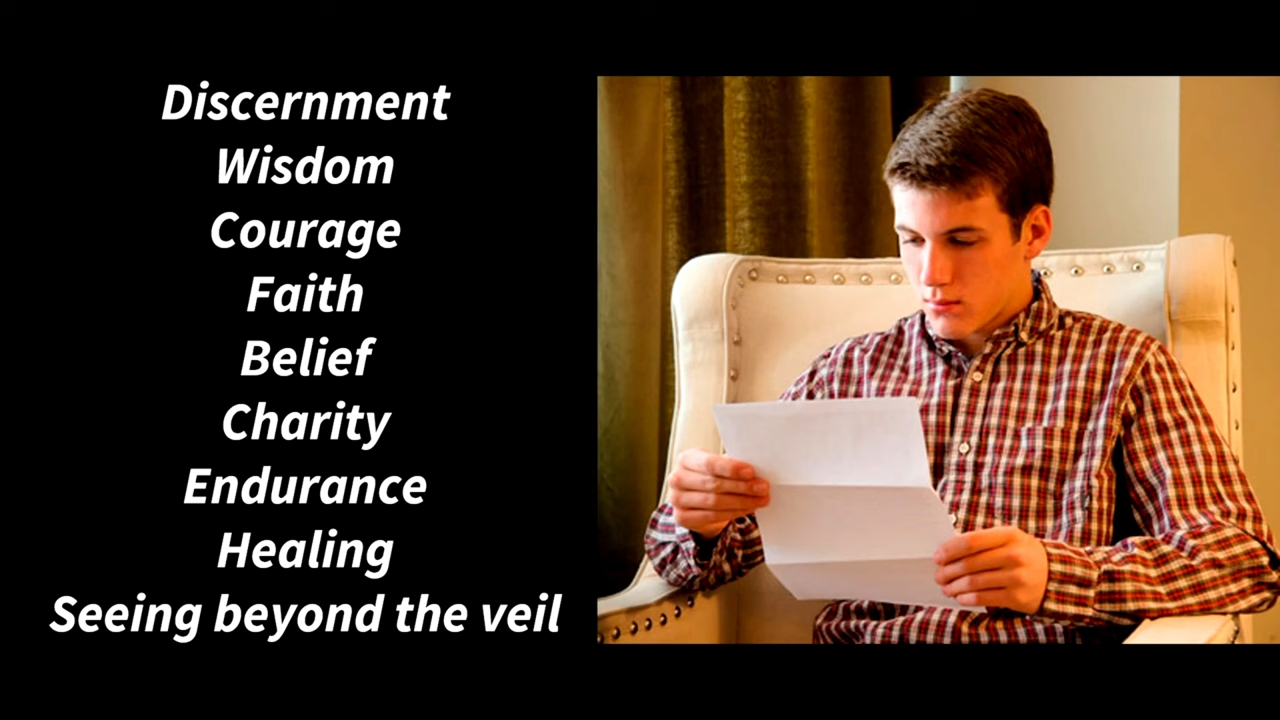 Discernment
Wisdom
Courage
Faith
Belief
Charity
Endurance
Healing
Seeing beyond the veil